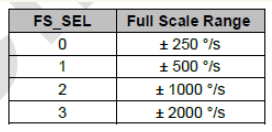 FS_SEL Full Scale Range
0 ± 250 °/s
1 ± 500 °/s
2 ± 1000 °/s
3 ± 2000 °/s